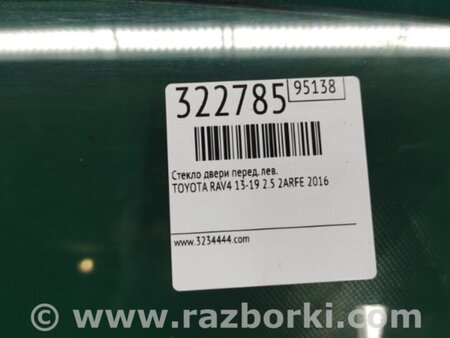 322785
95138
Стекло двери перед. лев.
TOYOTA RAV4 13-19 2.5 2ARFE 2016
www.3234444.com
© www.razborki.com